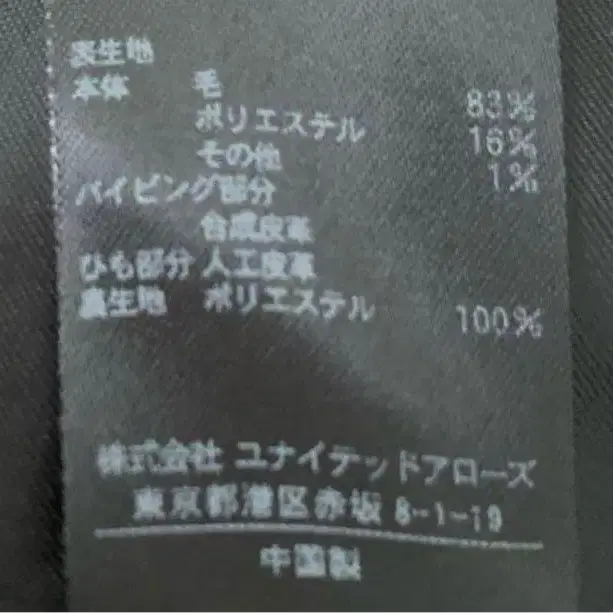 表生地
本体 毛 83%
ポリエステル 16%
その他 1%
パイピング部分
合成皮革
ひも部分 人工皮革
裏生地 ポリエステル 100%
株式会社 ユナイテッドアローズ
東京都港区赤坂 8-1-19
中国製